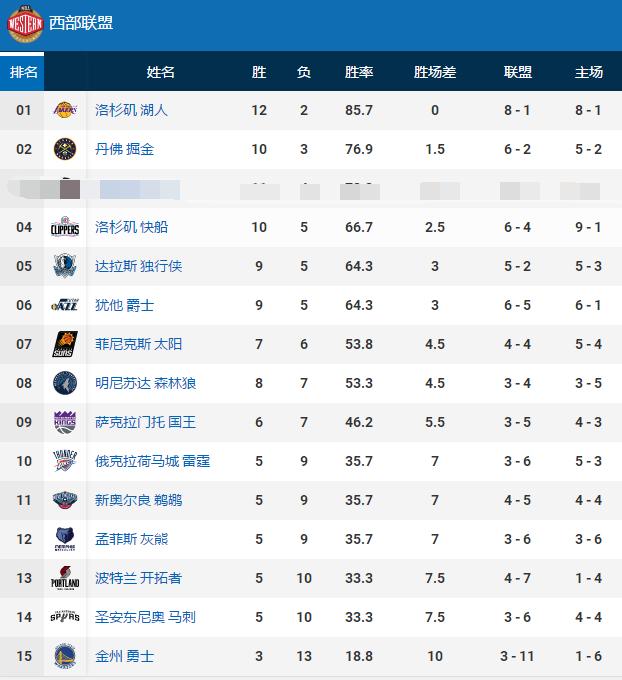 WESTERN 西部联盟
排名 姓名 胜 负 胜率 胜场差 联盟 主场
01 洛杉矶 湖人 12 2 85.7 0 8 - 1 8 - 1
02 丹佛 掘金 10 3 76.9 1.5 6 - 2 5 - 2
04 CLIPPERS 洛杉矶 快船 10 5 66.7 2.5 6 - 4 9 - 1
05 达拉斯 独行侠 9 5 64.3 3 5 - 2 5 - 3
06 JAZZ 犹他 爵士 9 5 64.3 3 6 - 5 6 - 1
07 SUNS 菲尼克斯 太阳 7 6 53.8 4.5 4 - 4 5 - 4
08 明尼苏达 森林狼 8 7 53.3 4.5 3 - 4 3 - 5
09 KINGS 萨克拉门托 国王 6 7 46.2 5.5 3 - 5 4 - 3
10 THUNDER 俄克拉荷马城 雷霆 5 9 35.7 7 3 - 6 5 - 3
11 新奥尔良 鹈鹕 5 9 35.7 7 4 - 5 4 - 4
12 孟菲斯 灰熊 5 9 35.7 7 3 - 6 3 - 6
13 PORTLAND 波特兰 开拓者 5 10 33.3 7.5 4 - 7 1 - 4
14 SPURS 圣安东尼奥 马刺 5 10 33.3 7.5 3 - 6 4 - 4
15 金州 勇士 3 13 18.8 10 3 - 11 1 - 6